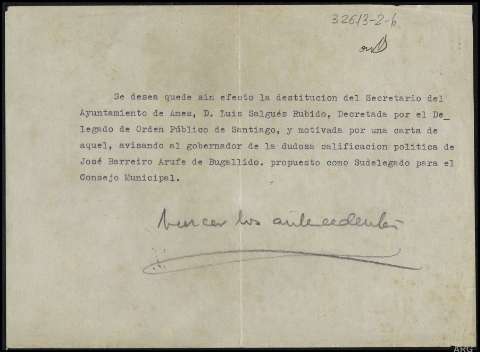 32613-2-6
Se desea quede sin efecto la destitucion del Secretario del
Ayuntamiento de Ames, D. Luis Salgués Rubido, Decretada por el De_
legado de Orden Público de Santiago, y motivada por una carta de
aquel, avisando al gobernador de la dudosa calificacion política de
José Barreiro Arufe de Bugallido. propuesto como Sudelegado para el
Consejo Municipal.
buscar los antecedentes
ARG